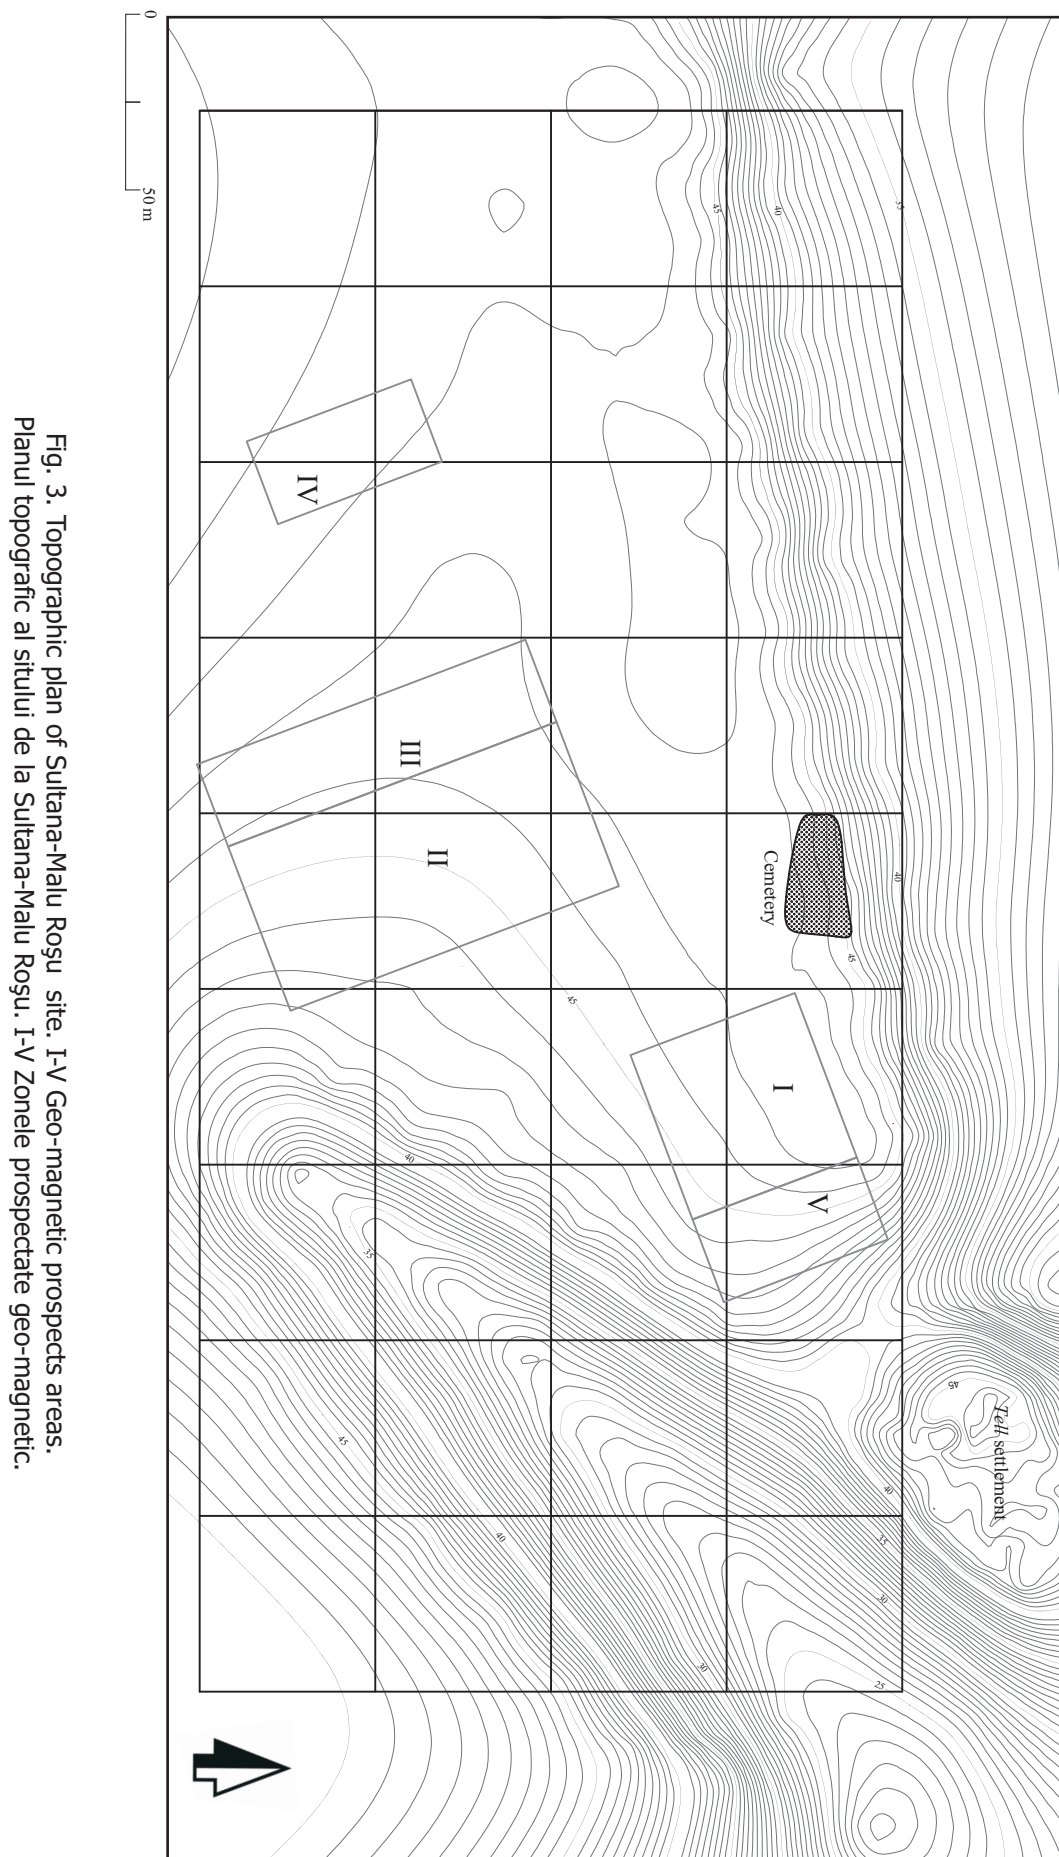 0
50 m
35
40
45
IV
III
II
Cemetery
40
45
45
I
V
40
35
45
Tell settlement
45
40
35
30
25
40
30
Fig. 3. Topographic plan of Sultana-Malu Roşu site. I-V Geo-magnetic prospects areas.
Planul topografic al sitului de la Sultana-Malu Roşu. I-V Zonele prospectate geo-magnetic.